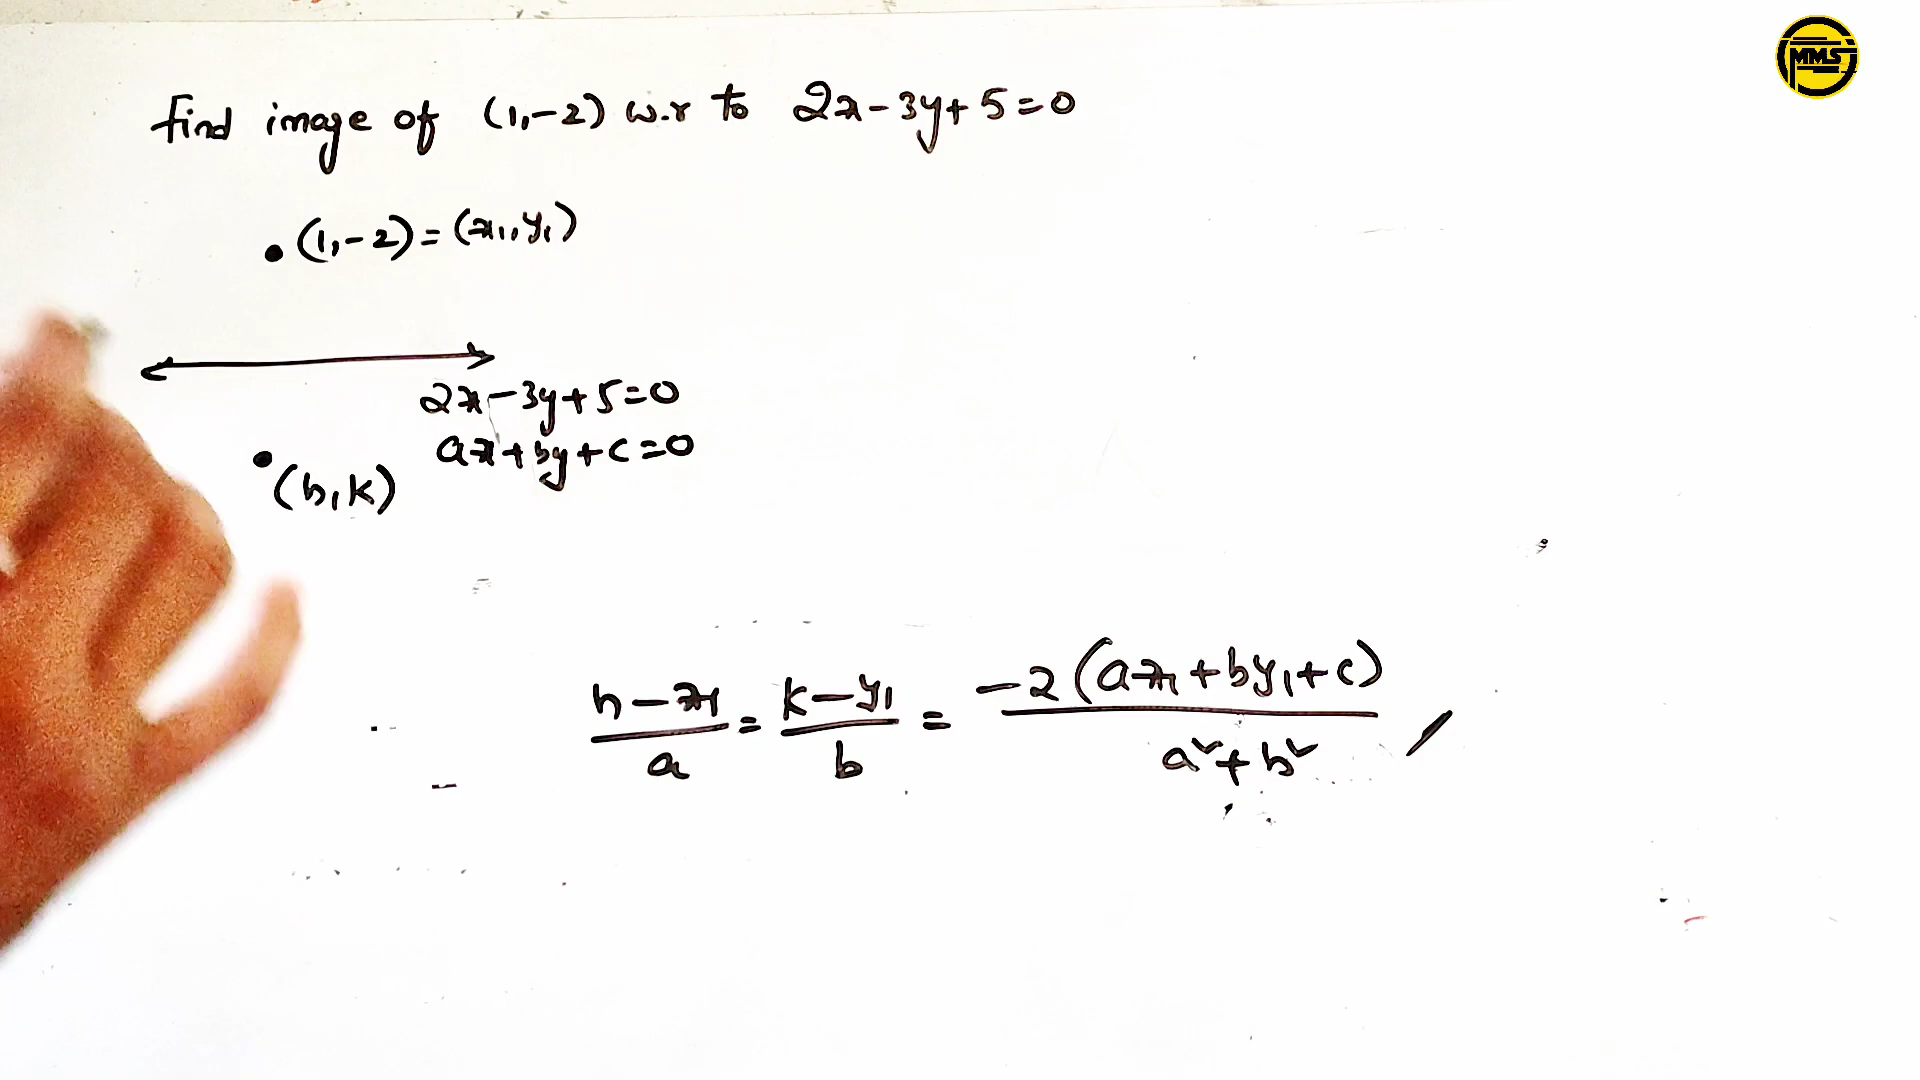 Find image of (1,-2) w.r to 2x-3y+5=0
(1,-2)=(x₁,y₁)
2x-3y+5=0
ax+by+c=0
(h,k)
(h-x₁)/a = (k-y₁)/b = -2(ax₁+by₁+c)/(a²+b²)
MMS